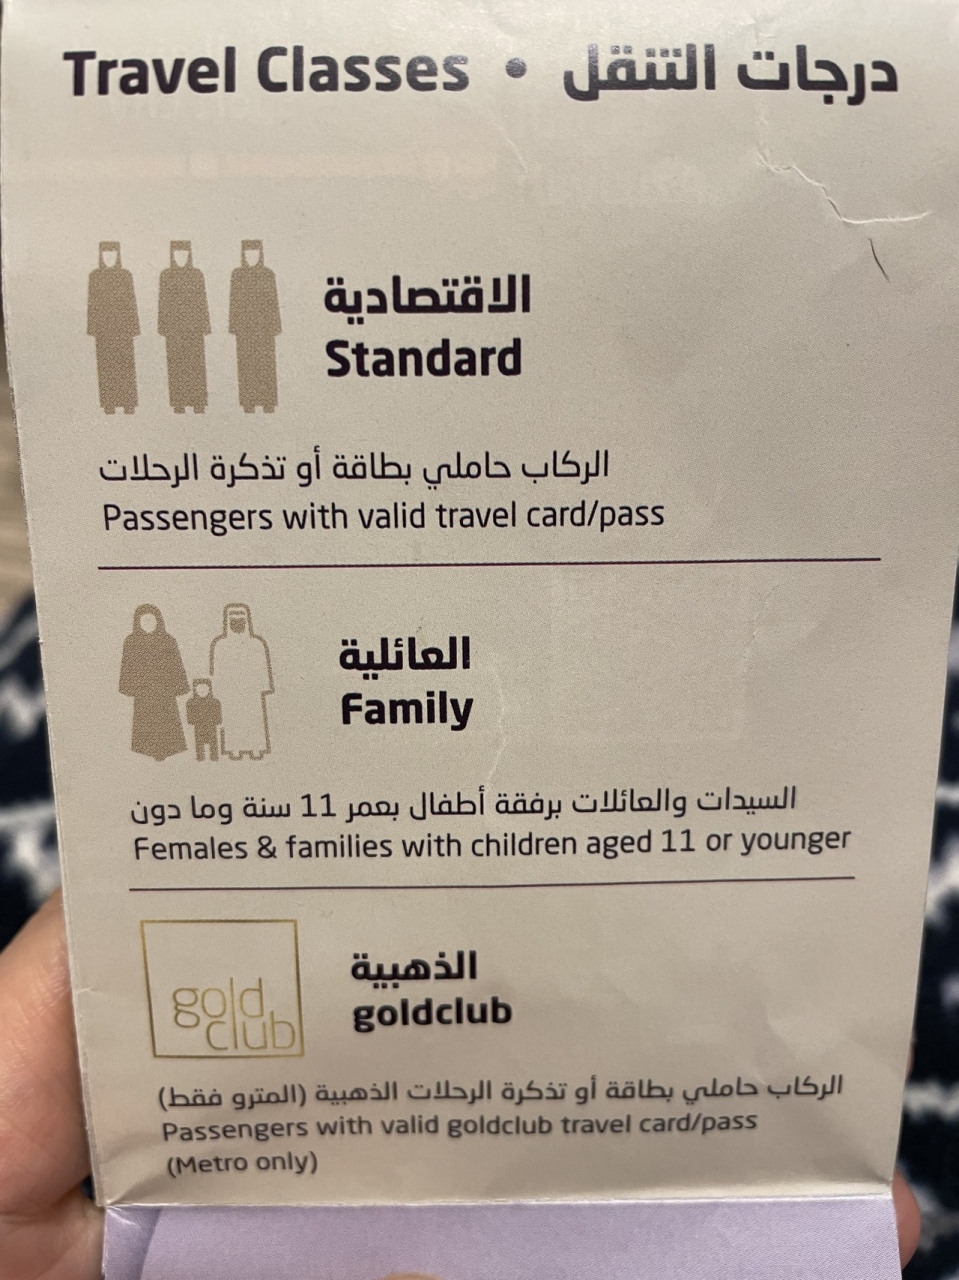 Travel Classes • درجات التنقل
الاقتصادية
Standard
الركاب حاملي بطاقة أو تذكرة الرحلات
Passengers with valid travel card/pass
العائلية
Family
السيدات والعائلات برفقة أطفال بعمر 11 سنة وما دون
Females & families with children aged 11 or younger
gold
club
الذهبية
goldclub
الركاب حاملي بطاقة أو تذكرة الرحلات الذهبية (المترو فقط)
Passengers with valid goldclub travel card/pass
(Metro only)